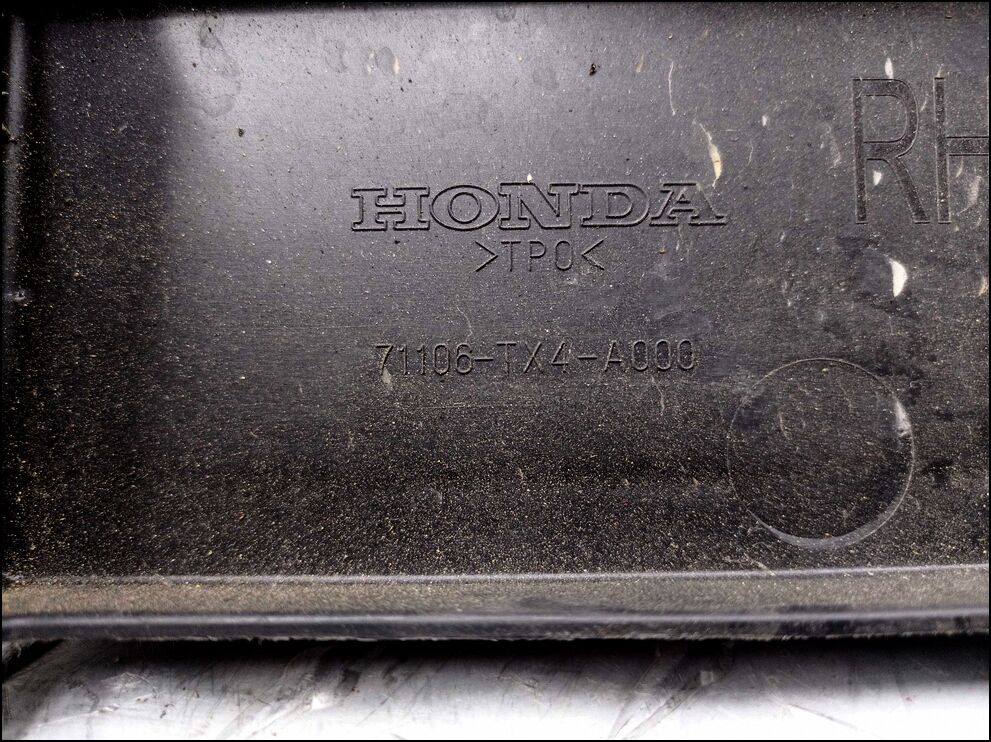 RH
HONDA
>TPO<
71106-TX4-A000